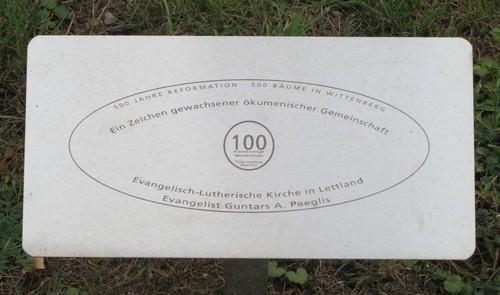 500 JAHRE REFORMATION - 500 BÄUME IN WITTENBERG
Ein Zeichen gewachsener ökumenischer Gemeinschaft
100
Evangelisch-Lutherische Kirche in Lettland
Evangelist Guntars A. Paeglis